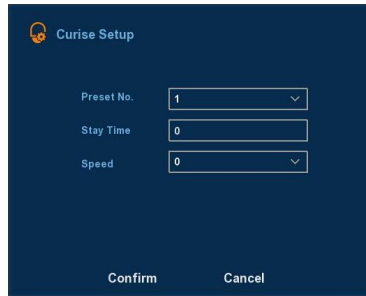 Curise Setup
Preset No. 1
Stay Time 0
Speed 0
Confirm Cancel